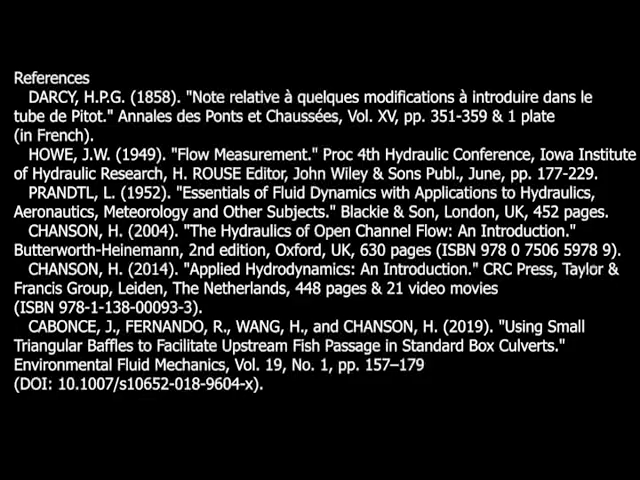 References
DARCY, H.P.G. (1858). "Note relative à quelques modifications à introduire dans le
tube de Pitot." Annales des Ponts et Chaussées, Vol. XV, pp. 351-359 & 1 plate
(in French).
HOWE, J.W. (1949). "Flow Measurement." Proc 4th Hydraulic Conference, Iowa Institute
of Hydraulic Research, H. ROUSE Editor, John Wiley & Sons Publ., June, pp. 177-229.
PRANDTL, L. (1952). "Essentials of Fluid Dynamics with Applications to Hydraulics,
Aeronautics, Meteorology and Other Subjects." Blackie & Son, London, UK, 452 pages.
CHANSON, H. (2004). "The Hydraulics of Open Channel Flow: An Introduction."
Butterworth-Heinemann, 2nd edition, Oxford, UK, 630 pages (ISBN 978 0 7506 5978 9).
CHANSON, H. (2014). "Applied Hydrodynamics: An Introduction." CRC Press, Taylor &
Francis Group, Leiden, The Netherlands, 448 pages & 21 video movies
(ISBN 978-1-138-00093-3).
CABONCE, J., FERNANDO, R., WANG, H., and CHANSON, H. (2019). "Using Small
Triangular Baffles to Facilitate Upstream Fish Passage in Standard Box Culverts."
Environmental Fluid Mechanics, Vol. 19, No. 1, pp. 157–179
(DOI: 10.1007/s10652-018-9604-x).